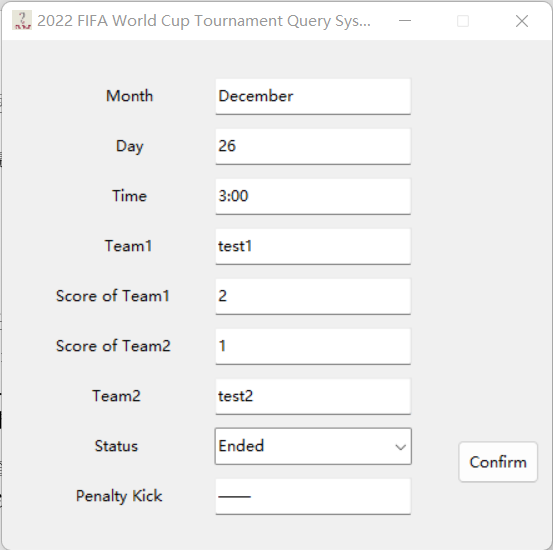 2022 FIFA World Cup Tournament Query Sys...
Month December
Day 26
Time 3:00
Team1 test1
Score of Team1 2
Score of Team2 1
Team2 test2
Status Ended
Confirm
Penalty Kick ——